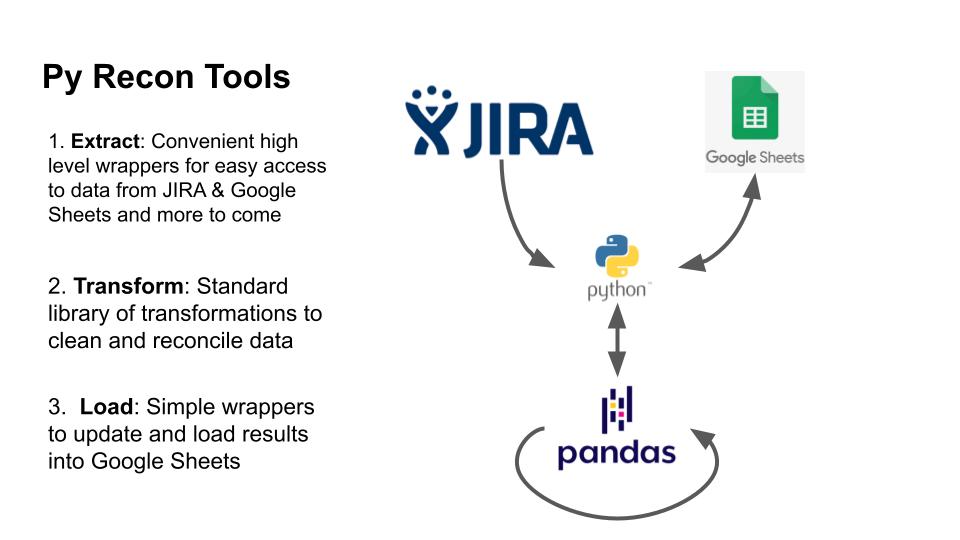 Py Recon Tools
1. Extract: Convenient high
level wrappers for easy access
to data from JIRA & Google
Sheets and more to come
2. Transform: Standard
library of transformations to
clean and reconcile data
3. Load: Simple wrappers
to update and load results
into Google Sheets
JIRA
Google Sheets
python™
pandas